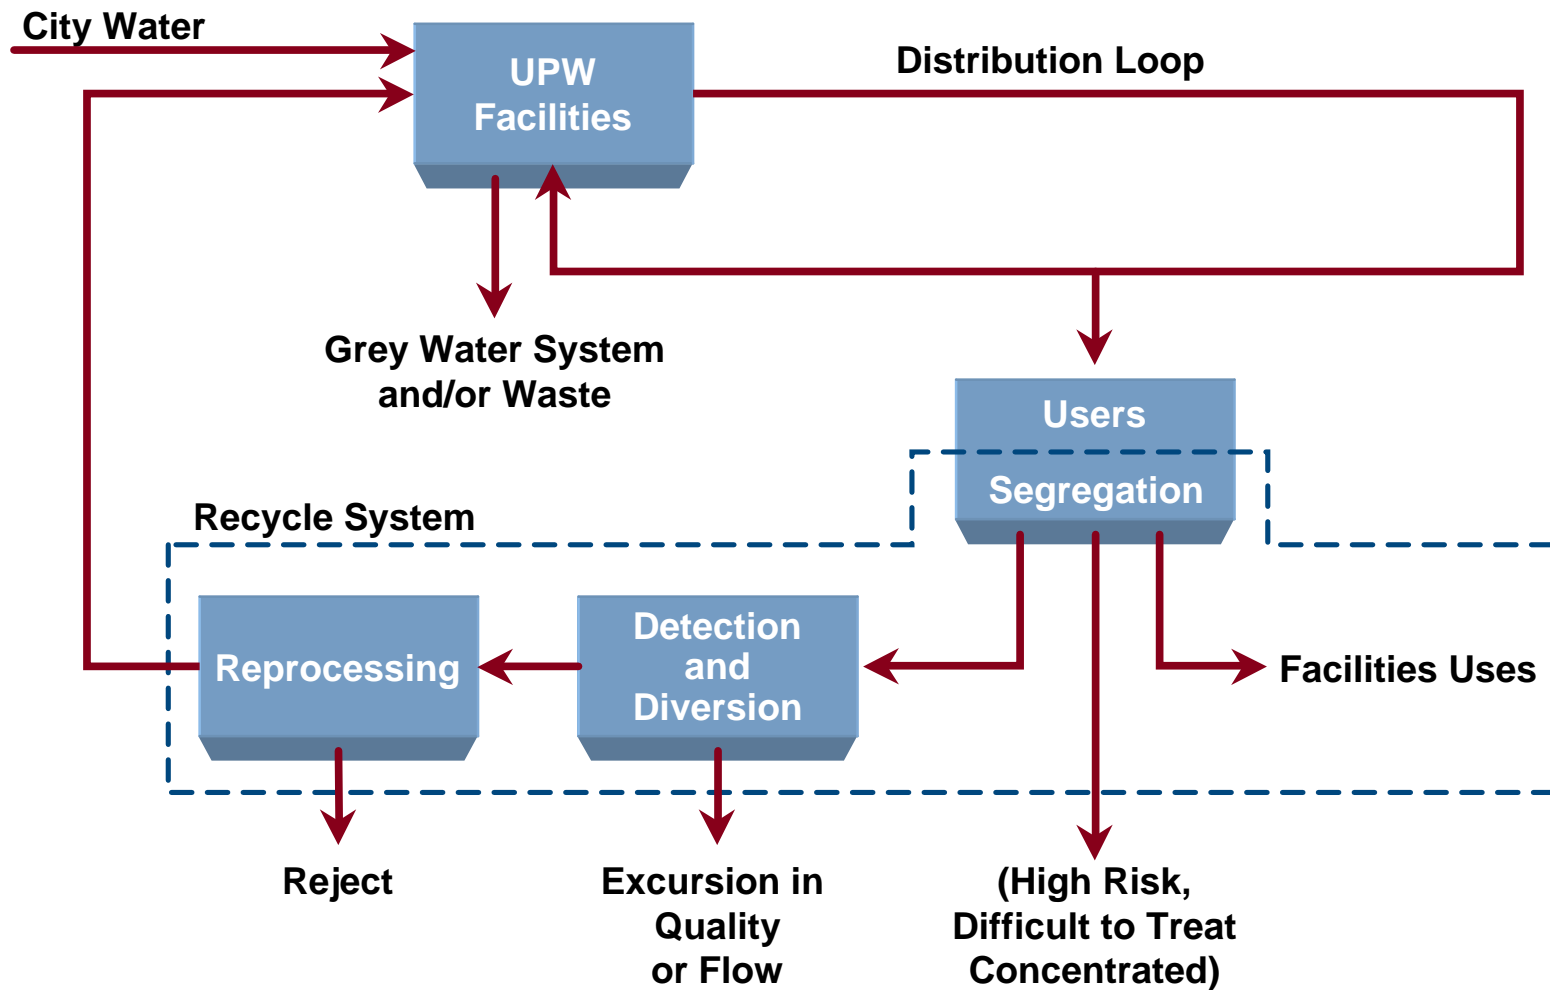 City Water
UPW
Facilities
Distribution Loop
Grey Water System
and/or Waste
Users
Segregation
Recycle System
Reprocessing
Detection
and
Diversion
Facilities Uses
Reject
Excursion in
Quality
or Flow
(High Risk,
Difficult to Treat
Concentrated)